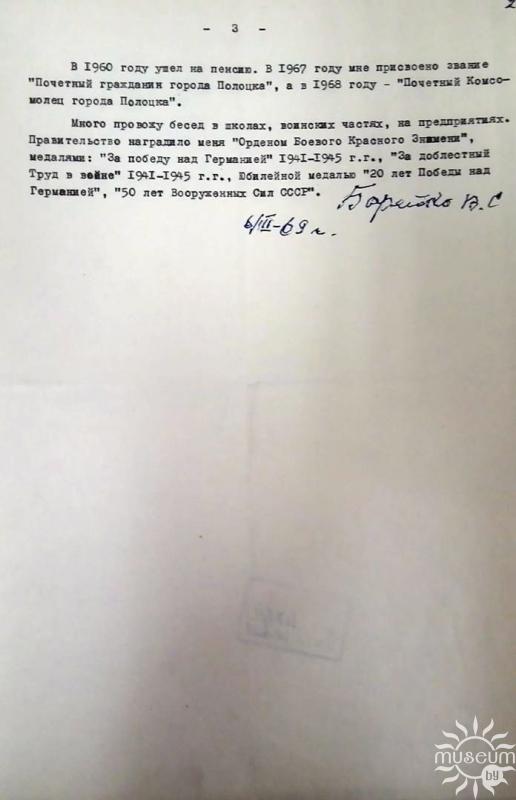 - 3 -
2
В 1960 году ушел на пенсию. В 1967 году мне присвоено звание
"Почетный гражданин города Полоцка", а в 1968 году - "Почетный Комсо-
молец города Полоцка".
Много провожу бесед в школах, воинских частях, на предприятиях.
Правительство наградило меня "Орденом Боевого Красного Знамени",
медалями: "За победу над Германией" 1941-1945 г.г., "За доблестный
Труд в войне" 1941-1945 г.г., Юбилейной медалью "20 лет Победы над
Германией", "50 лет Вооруженных Сил СССР".
В. С
6/III-69 г.
museum
by